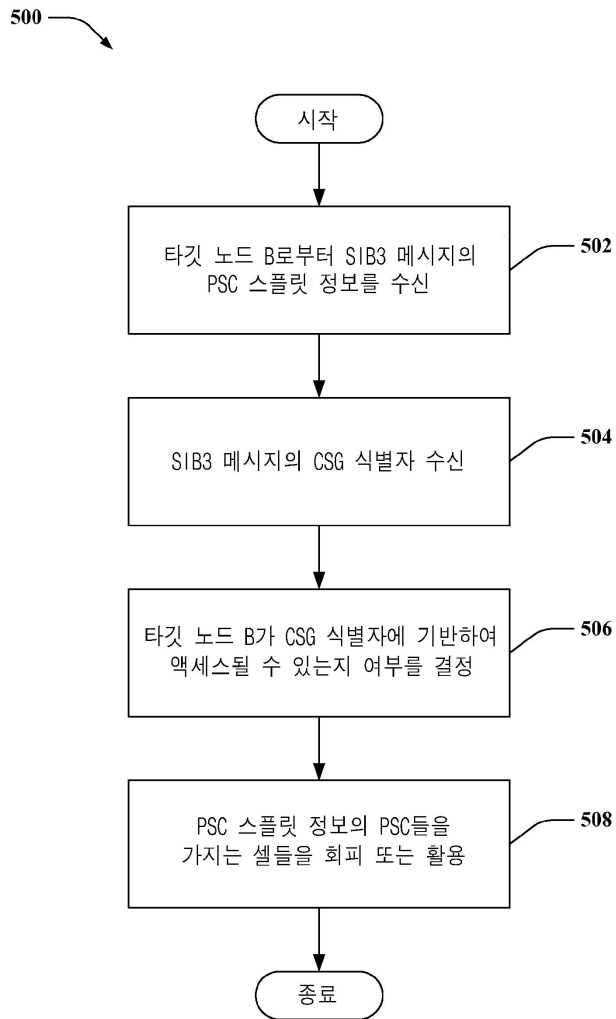 500
시작
타깃 노드 B로부터 SIB3 메시지의
PSC 스플릿 정보를 수신
502
SIB3 메시지의 CSG 식별자 수신
504
타깃 노드 B가 CSG 식별자에 기반하여
액세스될 수 있는지 여부를 결정
506
PSC 스플릿 정보의 PSC들을
가지는 셀들을 회피 또는 활용
508
종료